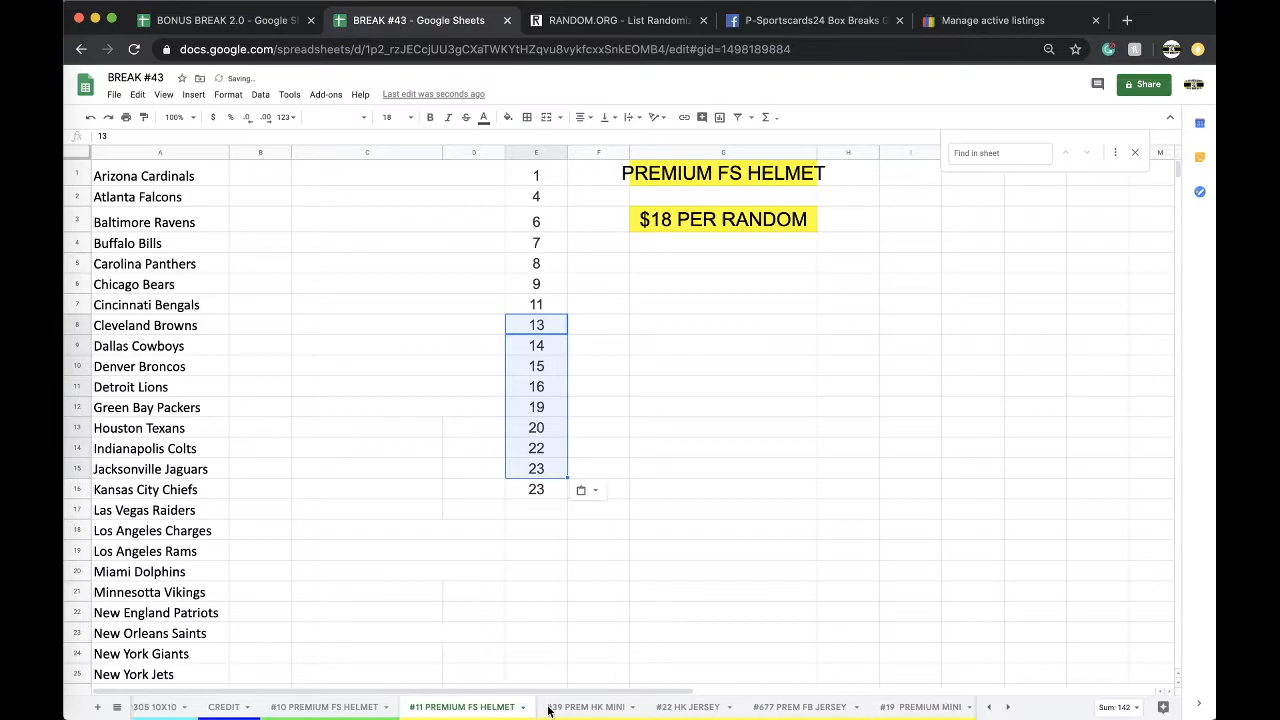 BONUS BREAK 2.0 - Google S
BREAK #43 - Google Sheets
RANDOM.ORG - List Randomiz
P-Sportscards24 Box Breaks G
Manage active listings
docs.google.com/spreadsheets/d/1p2_rzJECcjUU3gCXaTWKYtHZqvu8vykfcxxSnkEOMB4/edit#gid=1498189884
BREAK #43
Saving…
File Edit View Insert Format Data Tools Add-ons Help Last edit was seconds ago
Share
100% $ % .0 .00 123 18 B I S A
fx 13
Find in sheet
A B C D E F G H I M
1 Arizona Cardinals 1 PREMIUM FS HELMET
2 Atlanta Falcons 4
3 Baltimore Ravens 6 $18 PER RANDOM
4 Buffalo Bills 7
5 Carolina Panthers 8
6 Chicago Bears 9
7 Cincinnati Bengals 11
8 Cleveland Browns 13
9 Dallas Cowboys 14
10 Denver Broncos 15
11 Detroit Lions 16
12 Green Bay Packers 19
13 Houston Texans 20
14 Indianapolis Colts 22
15 Jacksonville Jaguars 23
16 Kansas City Chiefs 23
17 Las Vegas Raiders
18 Los Angeles Charges
19 Los Angeles Rams
20 Miami Dolphins
21 Minnesotta Vikings
22 New England Patriots
23 New Orleans Saints
24 New York Giants
25 New York Jets
305 10X10 CREDIT #10 PREMIUM FS HELMET #11 PREMIUM FS HELMET #39 PREM HK MINI #22 HK JERSEY #677 PREM FB JERSEY #19 PREMIUM MINI Sum: 142